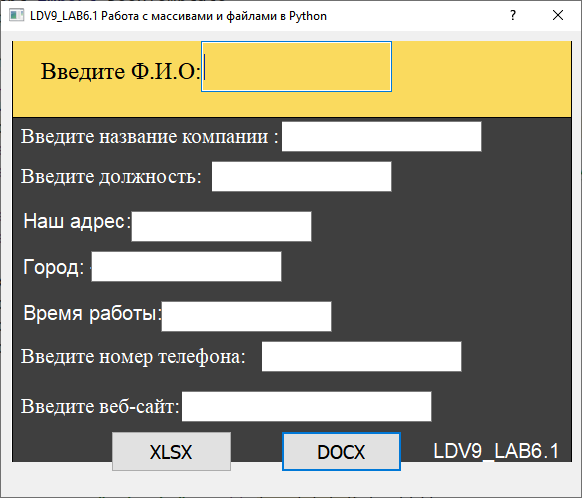 LDV9_LAB6.1 Работа с массивами и файлами в Python
Введите Ф.И.О:
Введите название компании :
Введите должность:
Наш адрес:
Город:
Время работы:
Введите номер телефона:
Введите веб-сайт:
XLSX DOCX LDV9_LAB6.1